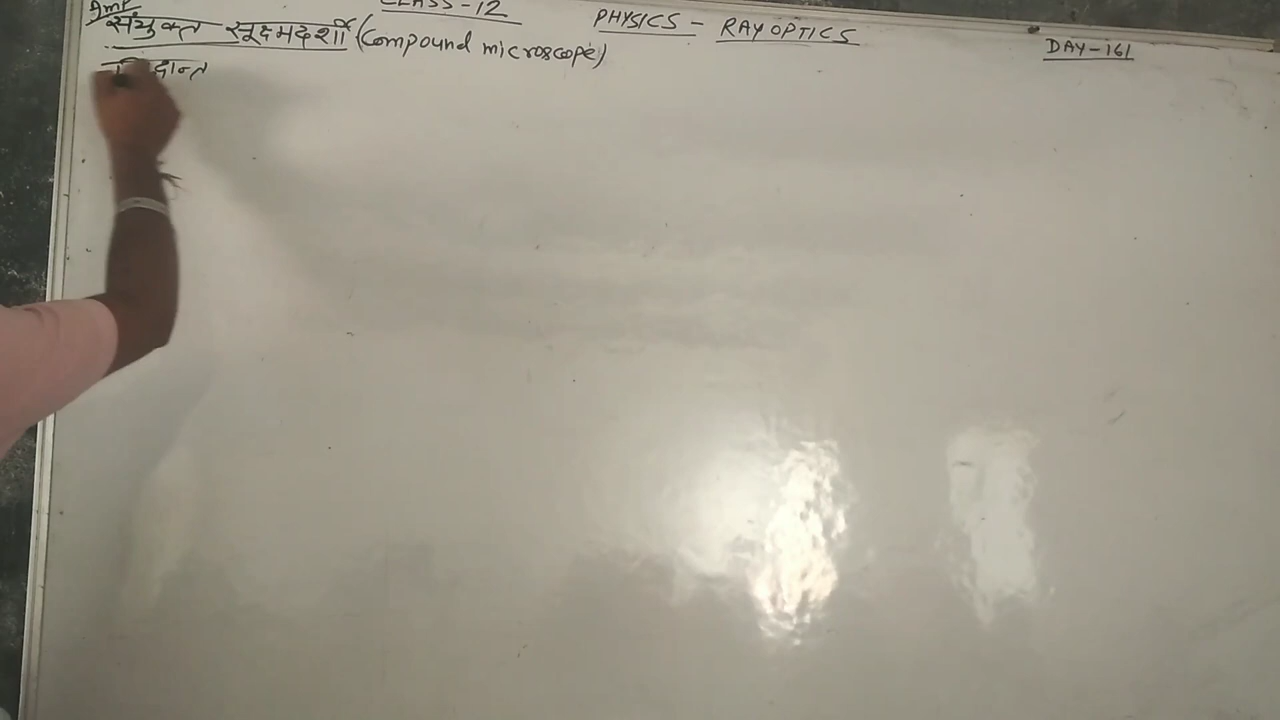 CLASS-12
PHYSICS - RAY OPTICS
DAY-161
Imp
संयुक्त सूक्ष्मदर्शी (Compound microscope)
सिद्धान्त